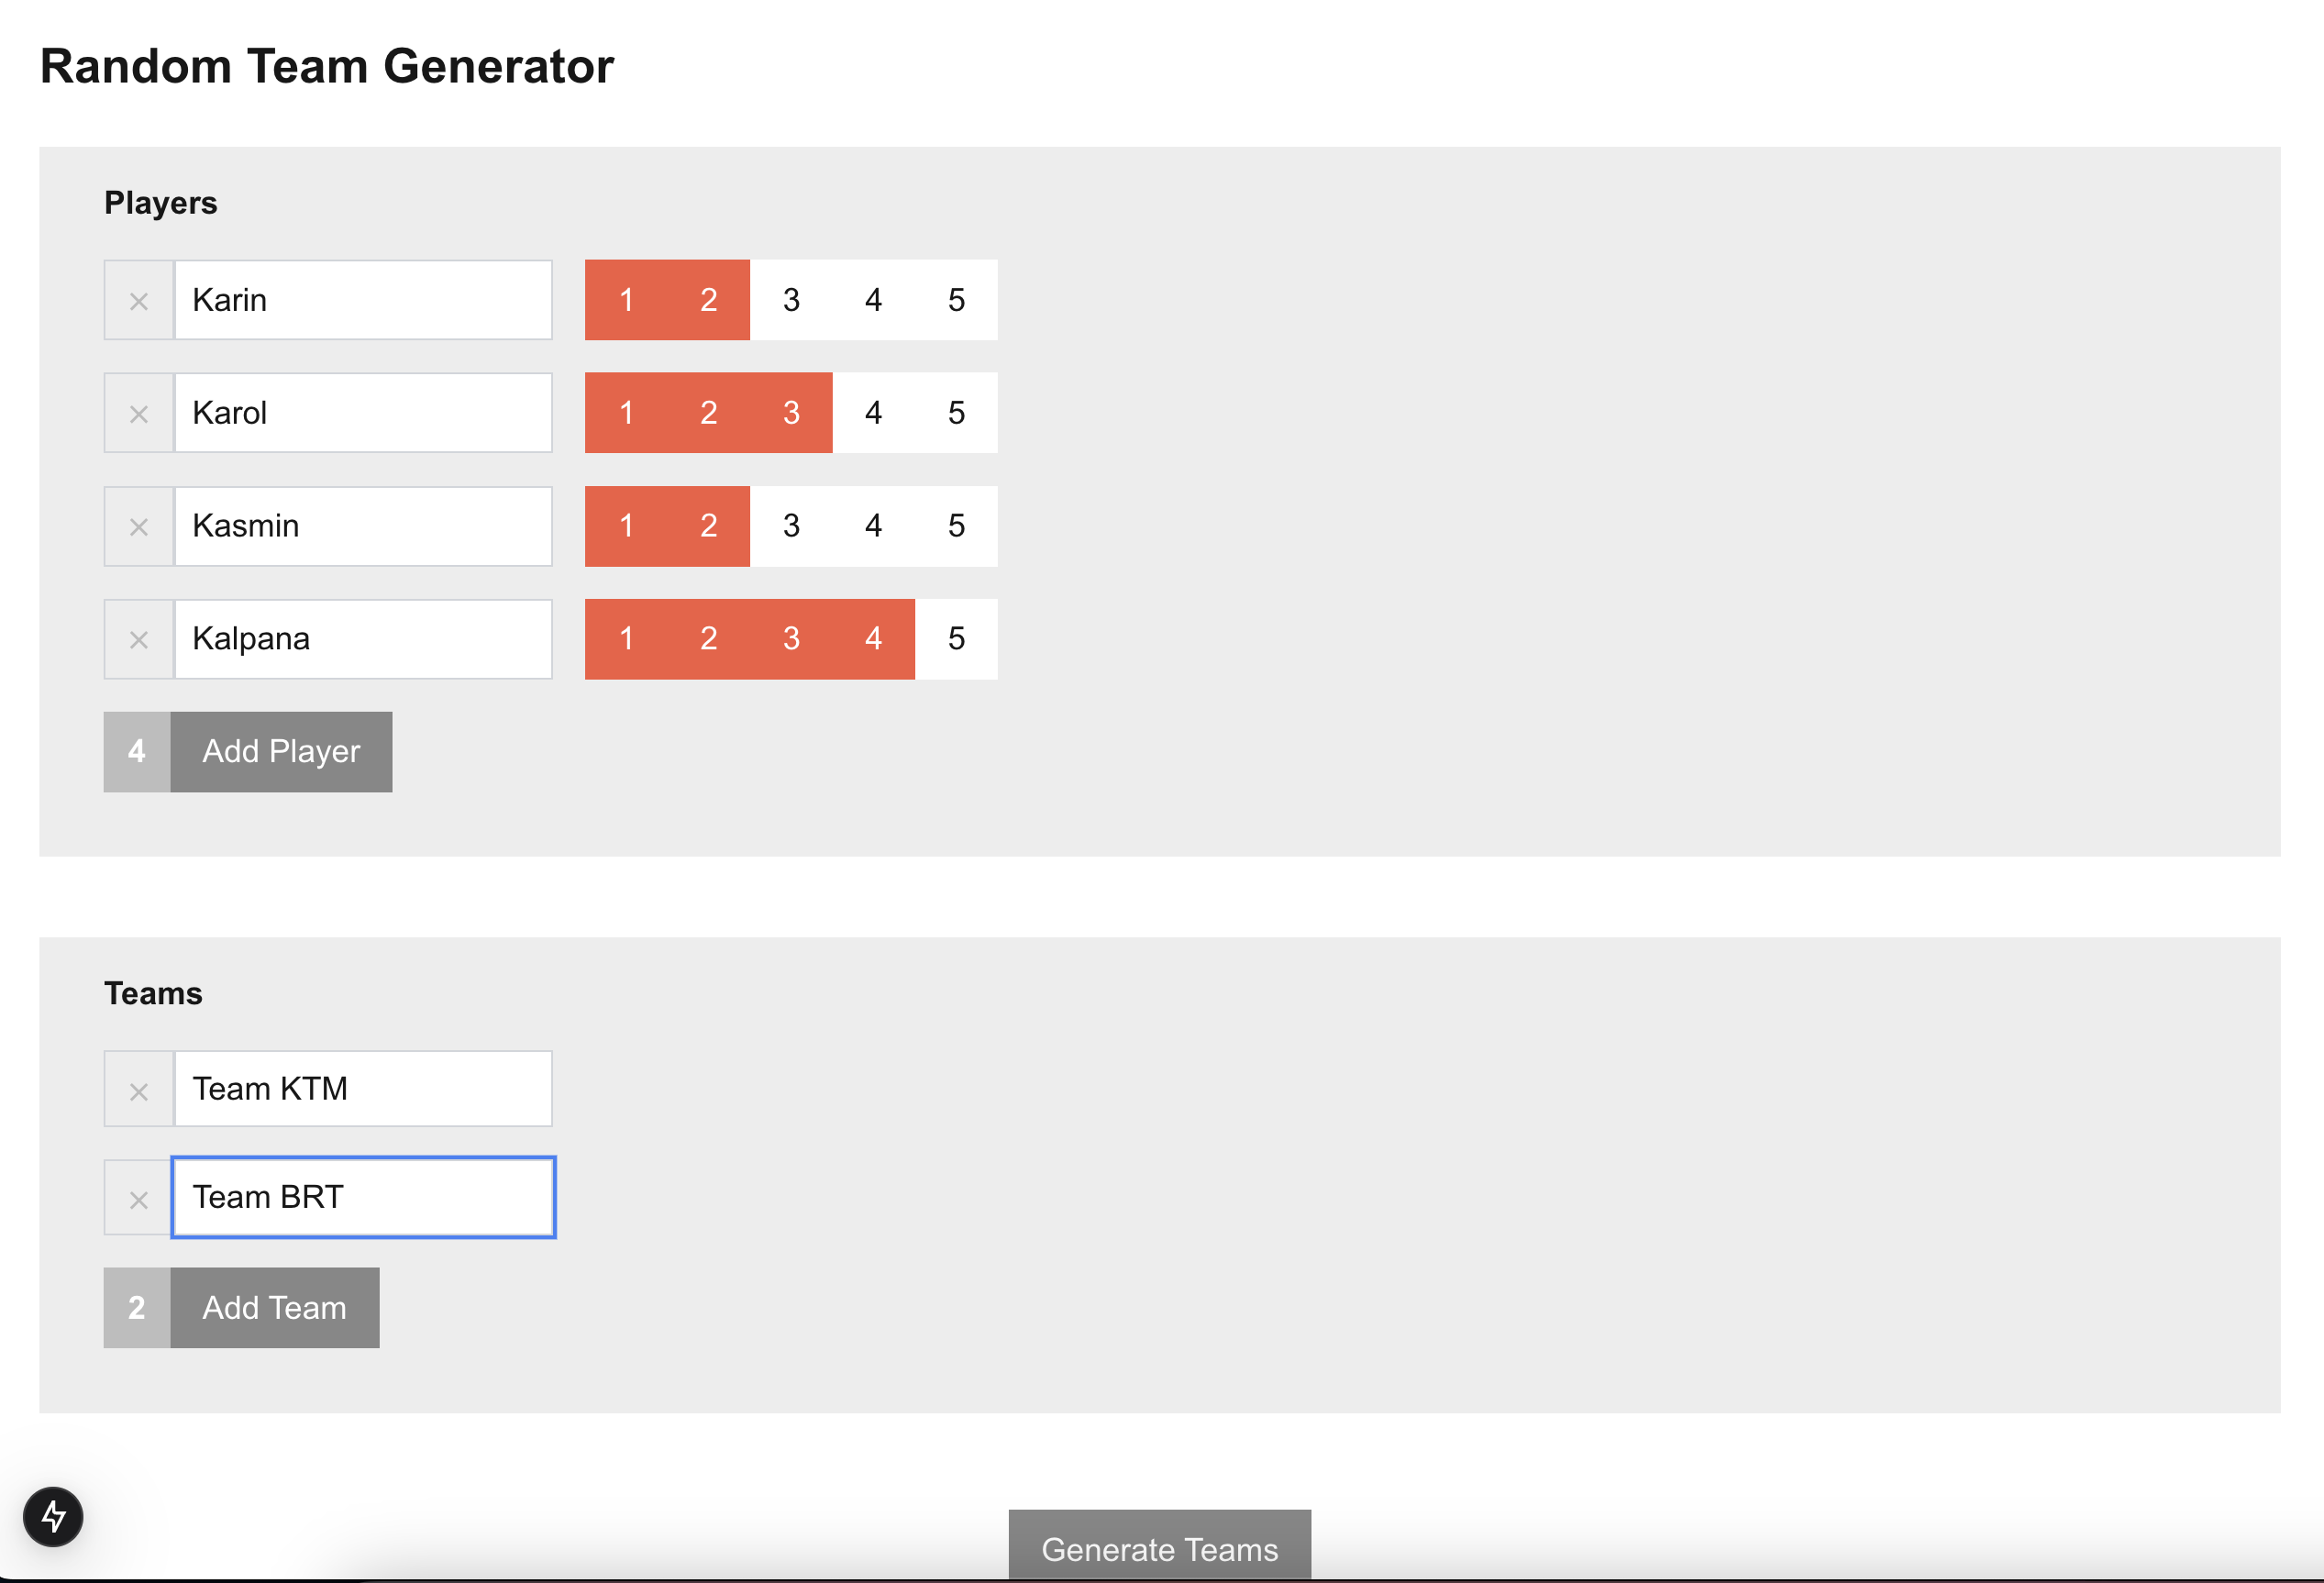 Random Team Generator
Players
× Karin 1 2 3 4 5
× Karol 1 2 3 4 5
× Kasmin 1 2 3 4 5
× Kalpana 1 2 3 4 5
4 Add Player
Teams
× Team KTM
× Team BRT
2 Add Team
Generate Teams